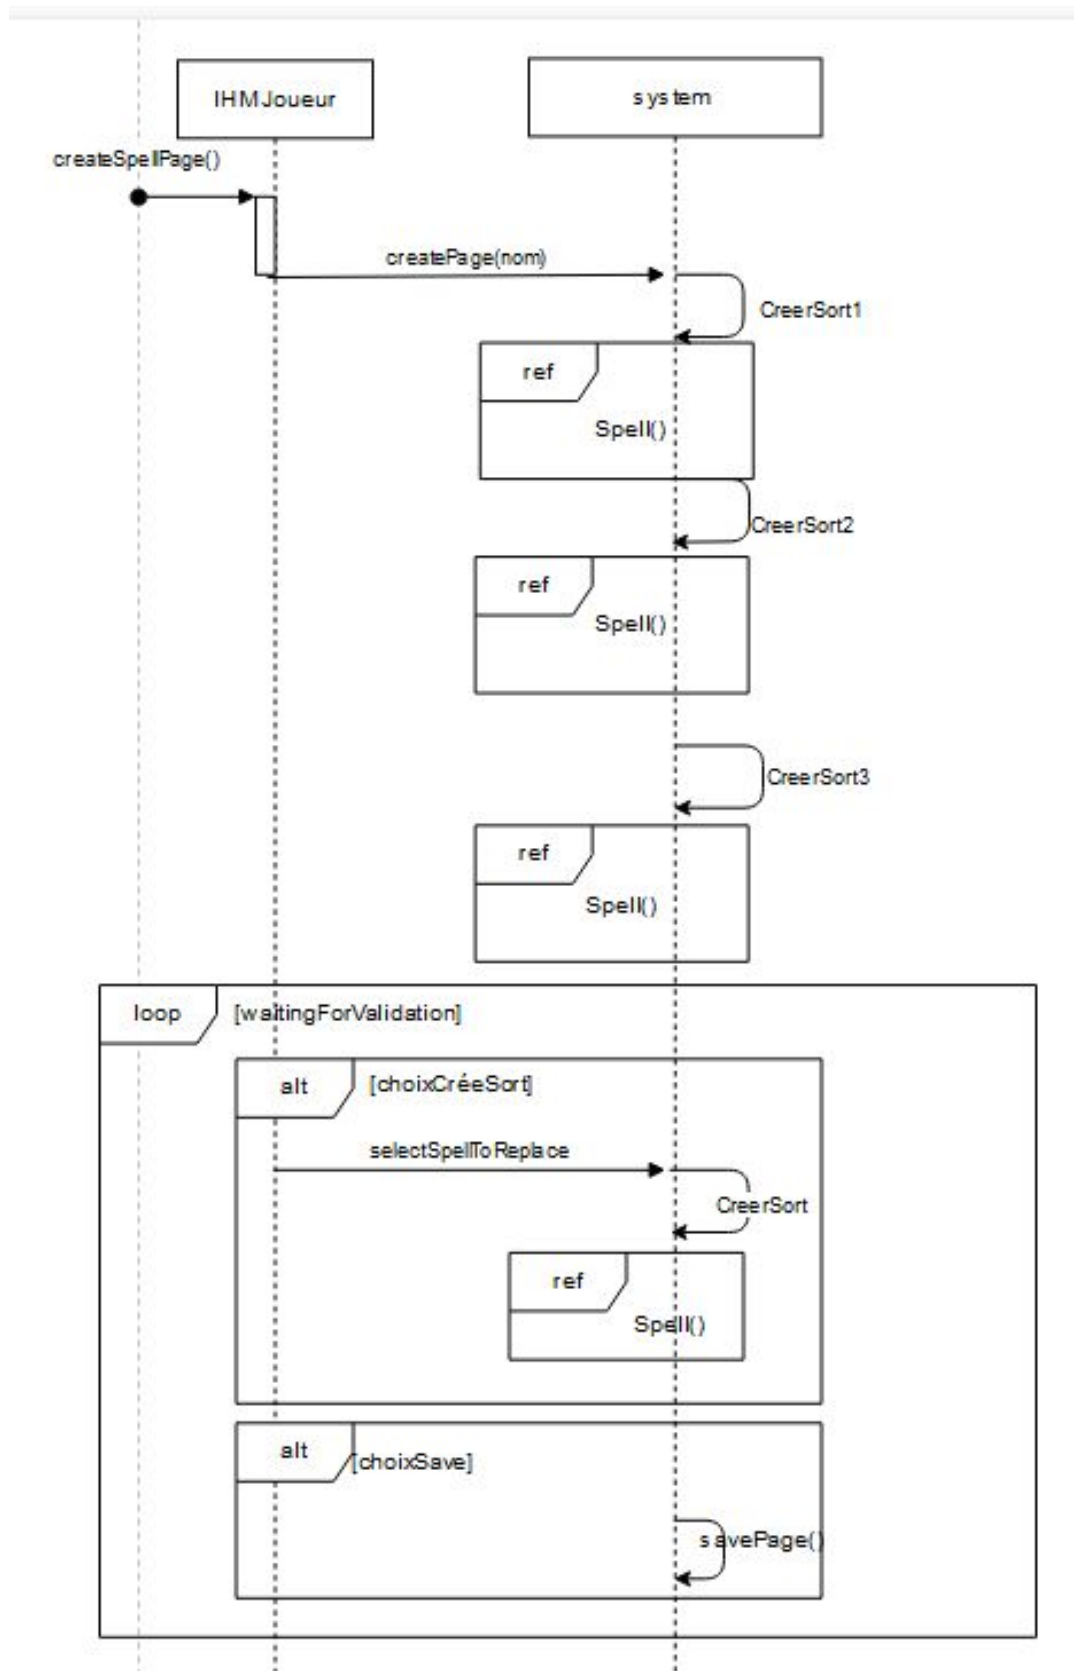 IHMJoueur
system
createSpellPage()
createPage(nom)
CreerSort1
ref
Spell()
CreerSort2
ref
Spell()
CreerSort3
ref
Spell()
loop [waitingForValidation]
alt [choixCréeSort]
selectSpellToReplace
CreerSort
ref
Spell()
alt [choixSave]
savePage()